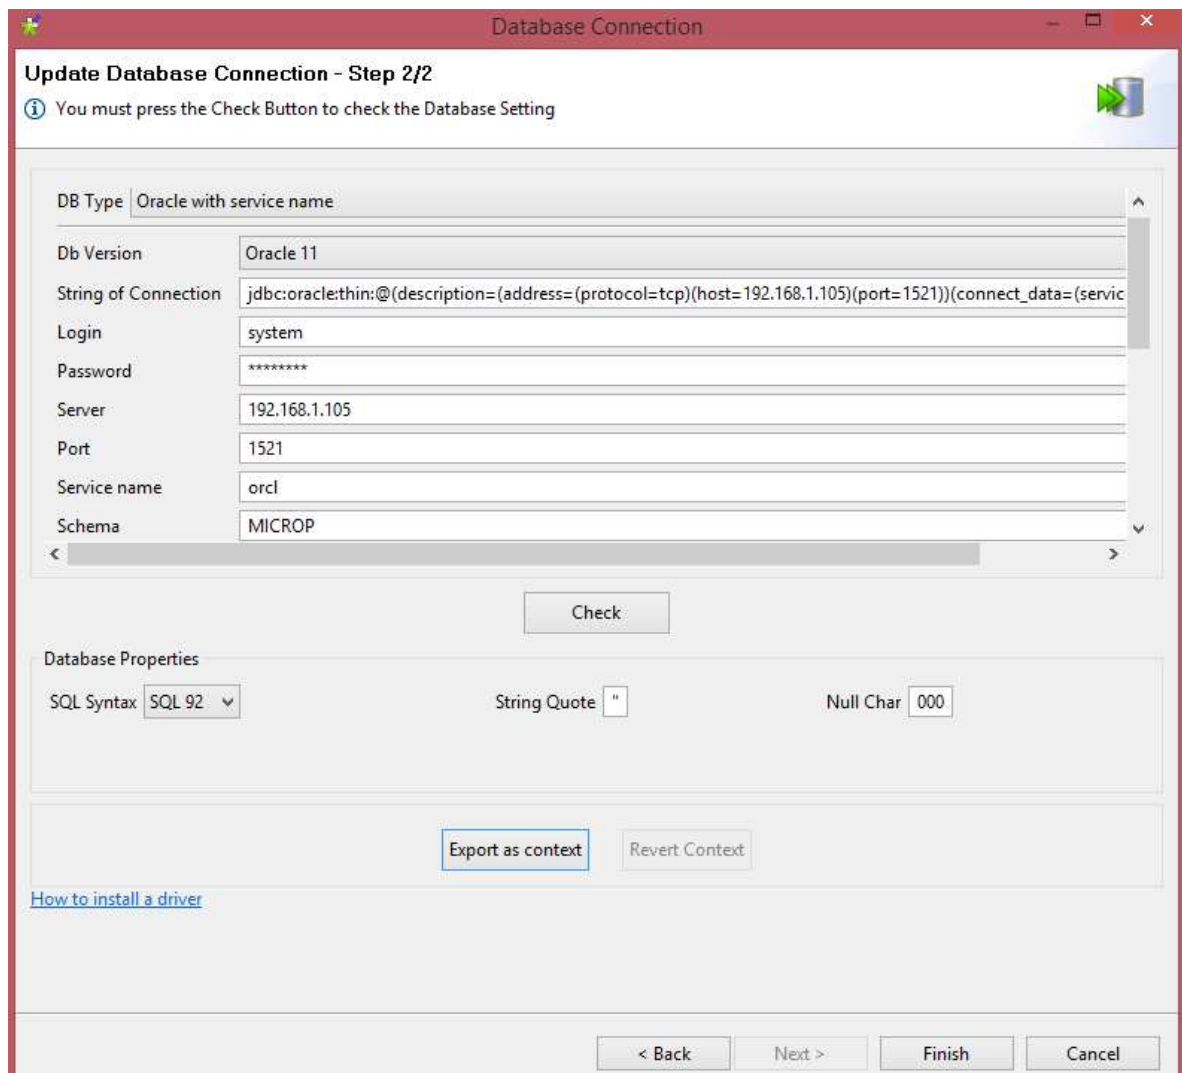 Database Connection
Update Database Connection - Step 2/2
You must press the Check Button to check the Database Setting
DB Type Oracle with service name
Db Version Oracle 11
String of Connection jdbc:oracle:thin:@(description=(address=(protocol=tcp)(host=192.168.1.105)(port=1521))(connect_data=(servic
Login system
Password ********
Server 192.168.1.105
Port 1521
Service name orcl
Schema MICROP
Check
Database Properties
SQL Syntax SQL 92 String Quote " Null Char 000
Export as context Revert Context
How to install a driver
< Back Next > Finish Cancel